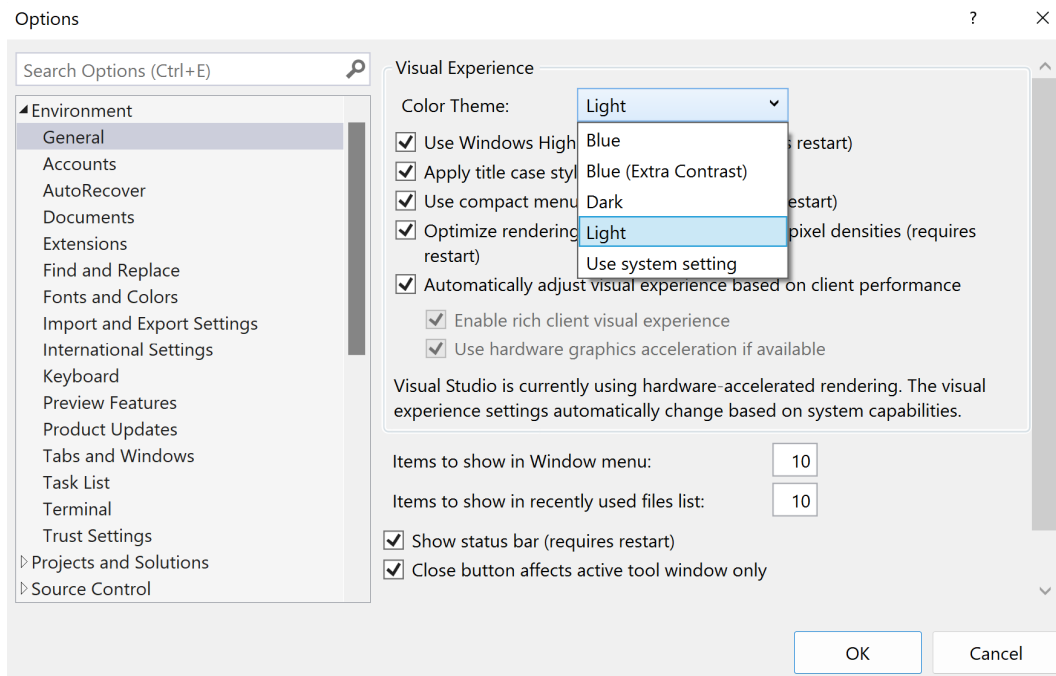 Options
?
Search Options (Ctrl+E)
Environment
General
Accounts
AutoRecover
Documents
Extensions
Find and Replace
Fonts and Colors
Import and Export Settings
International Settings
Keyboard
Preview Features
Product Updates
Tabs and Windows
Task List
Terminal
Trust Settings
Projects and Solutions
Source Control
Visual Experience
Color Theme: Light
Blue
Blue (Extra Contrast)
Dark
Light
Use system setting
Use Windows High restart)
Apply title case
Use compact menu
Optimize rendering pixel densities (requires
restart)
Automatically adjust visual experience based on client performance
Enable rich client visual experience
Use hardware graphics acceleration if available
Visual Studio is currently using hardware-accelerated rendering. The visual
experience settings automatically change based on system capabilities.
Items to show in Window menu: 10
Items to show in recently used files list: 10
Show status bar (requires restart)
Close button affects active tool window only
OK Cancel